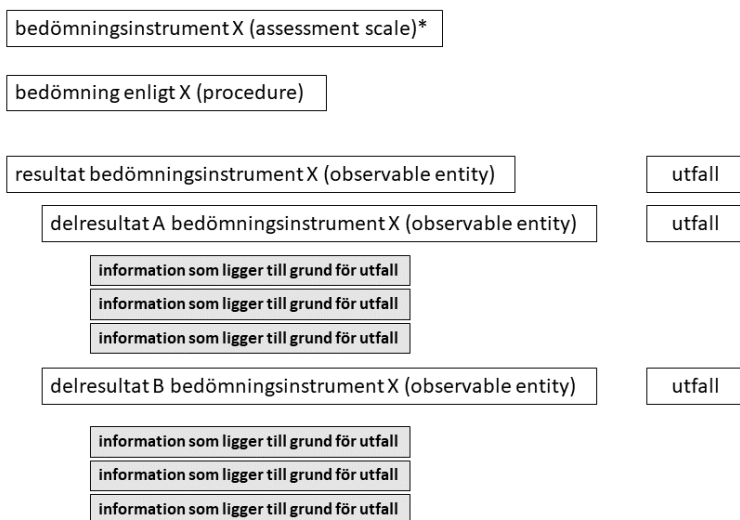 bedömningsinstrument X (assessment scale)*
bedömning enligt X (procedure)
resultat bedömningsinstrument X (observable entity) utfall
delresultat A bedömningsinstrument X (observable entity) utfall
information som ligger till grund för utfall
information som ligger till grund för utfall
information som ligger till grund för utfall
delresultat B bedömningsinstrument X (observable entity) utfall
information som ligger till grund för utfall
information som ligger till grund för utfall
information som ligger till grund för utfall